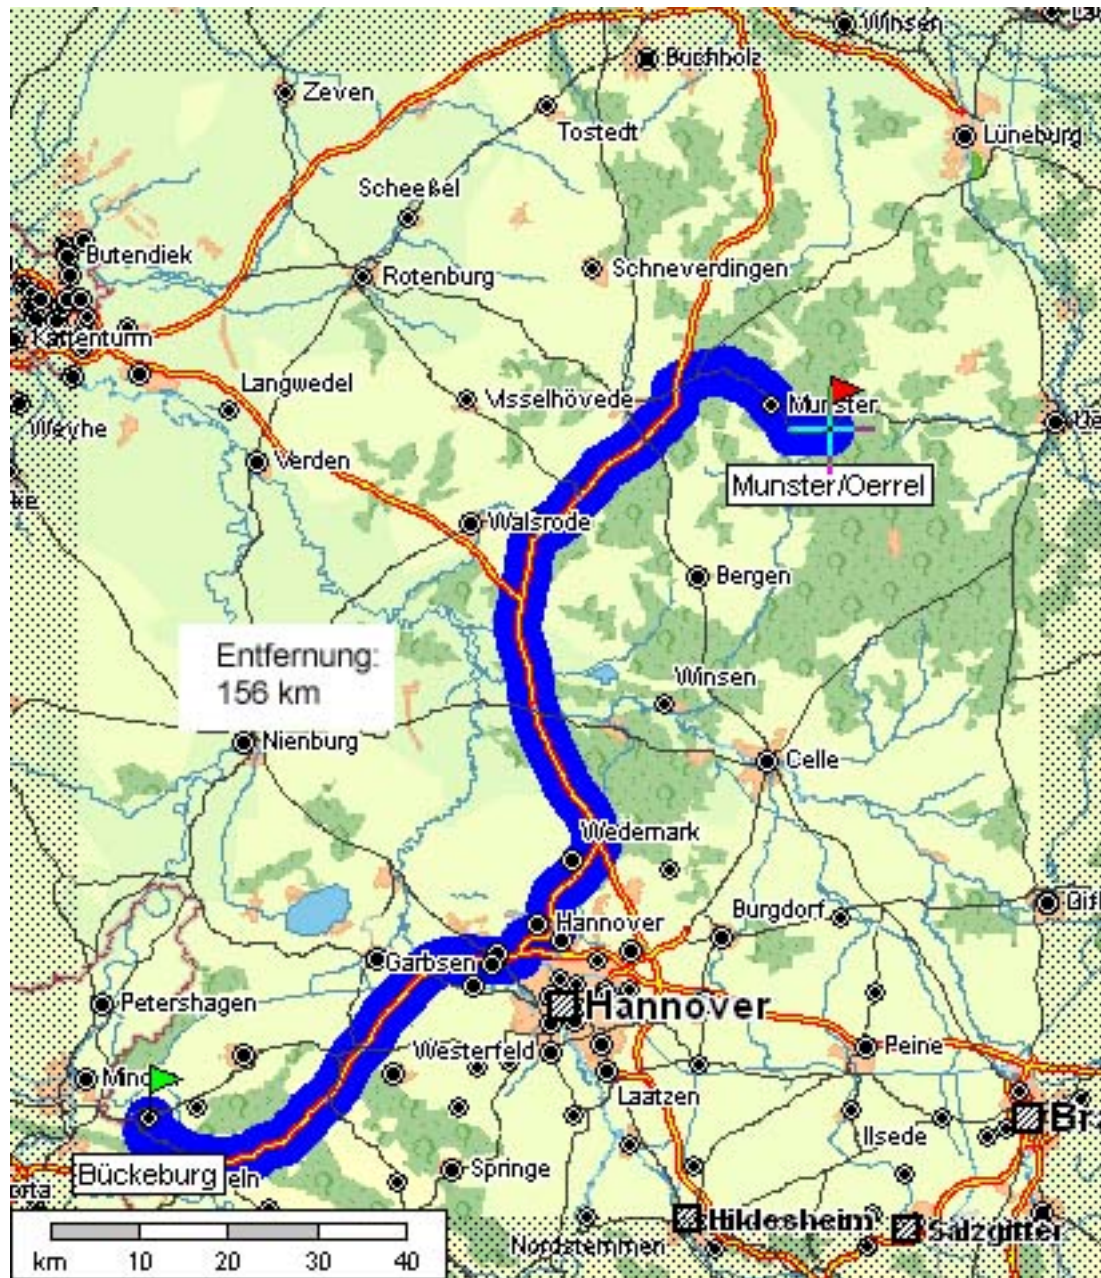 Winsen
Buchholz
Zeven
Tostedt
Lüneburg
Scheeßel
Butendiek
Rotenburg
Schneverdingen
Kattenturm
Langwedel
Visselhövede
Munster
Weyhe
Verden
Munster/Oerrel
Walsrode
Bergen
Entfernung:
156 km
Winsen
Nienburg
Celle
Wedemark
Hannover
Burgdorf
Garbsen
Petershagen
Hannover
Westerfeld
Peine
Laatzen
Ilsede
Bückeburg
eln
Springe
Hildesheim
Salzgitter
Nordstemmen
km 10 20 30 40